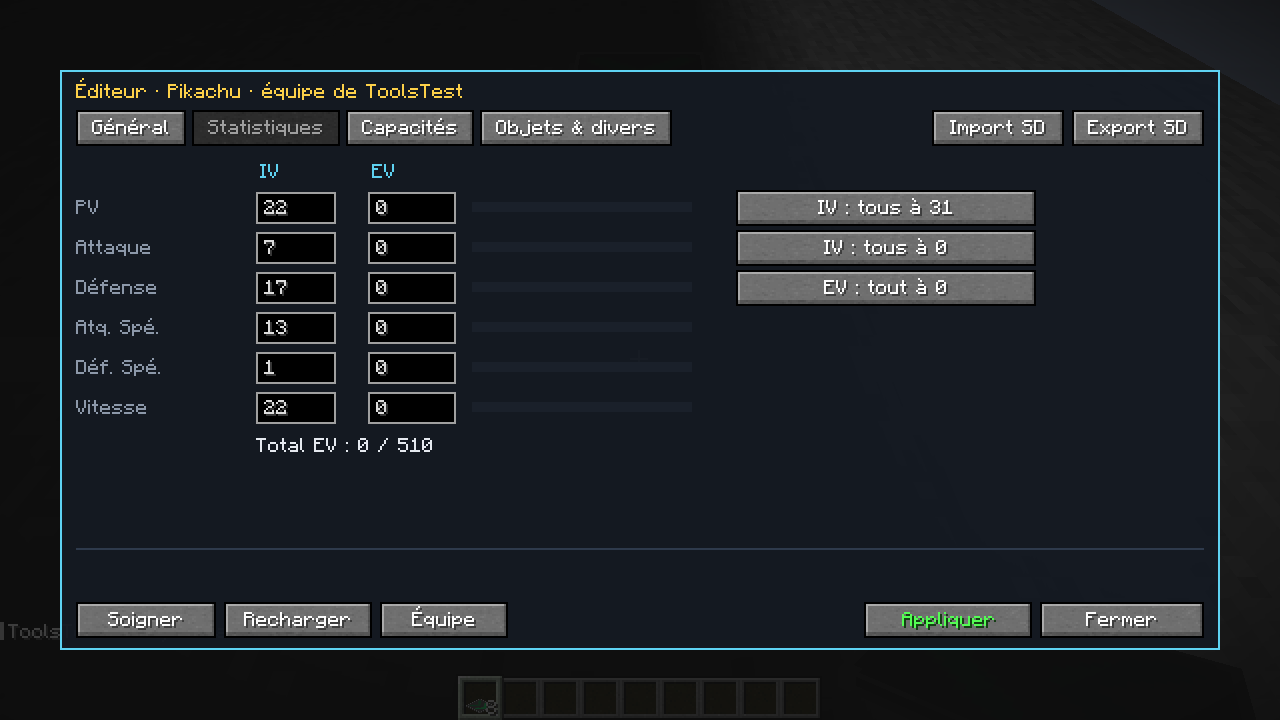 Éditeur · Pikachu · équipe de ToolsTest
Général Statistiques Capacités Objets & divers Import SD Export SD
IV EV
PV 22 0 IV : tous à 31
Attaque 7 0 IV : tous à 0
Défense 17 0 EV : tout à 0
Atq. Spé. 13 0
Déf. Spé. 1 0
Vitesse 22 0
Total EV : 0 / 510
Soigner Recharger Équipe Appliquer Fermer
Tools
8